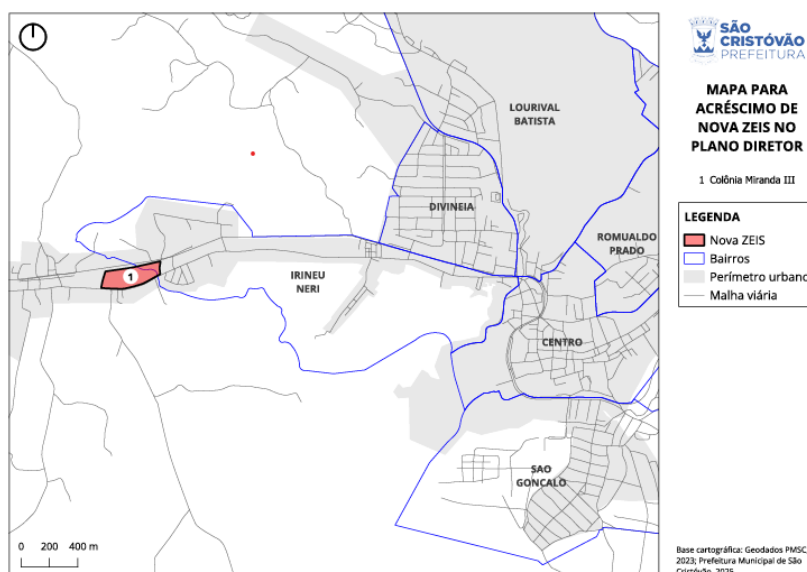 SÃO
CRISTÓVÃO
PREFEITURA
MAPA PARA
ACRÉSCIMO DE
NOVA ZEIS NO
PLANO DIRETOR
1 Colônia Miranda III
LEGENDA
Nova ZEIS
Bairros
Perímetro urbano
Malha viária
LOURIVAL
BATISTA
DIVINEIA
ROMUALDO
PRADO
IRINEU
NERI
1
CENTRO
SAO
GONCALO
0 200 400 m
Base cartográfica: Geodados PMSC,
2023; Prefeitura Municipal de São
Cristóvão, 2025